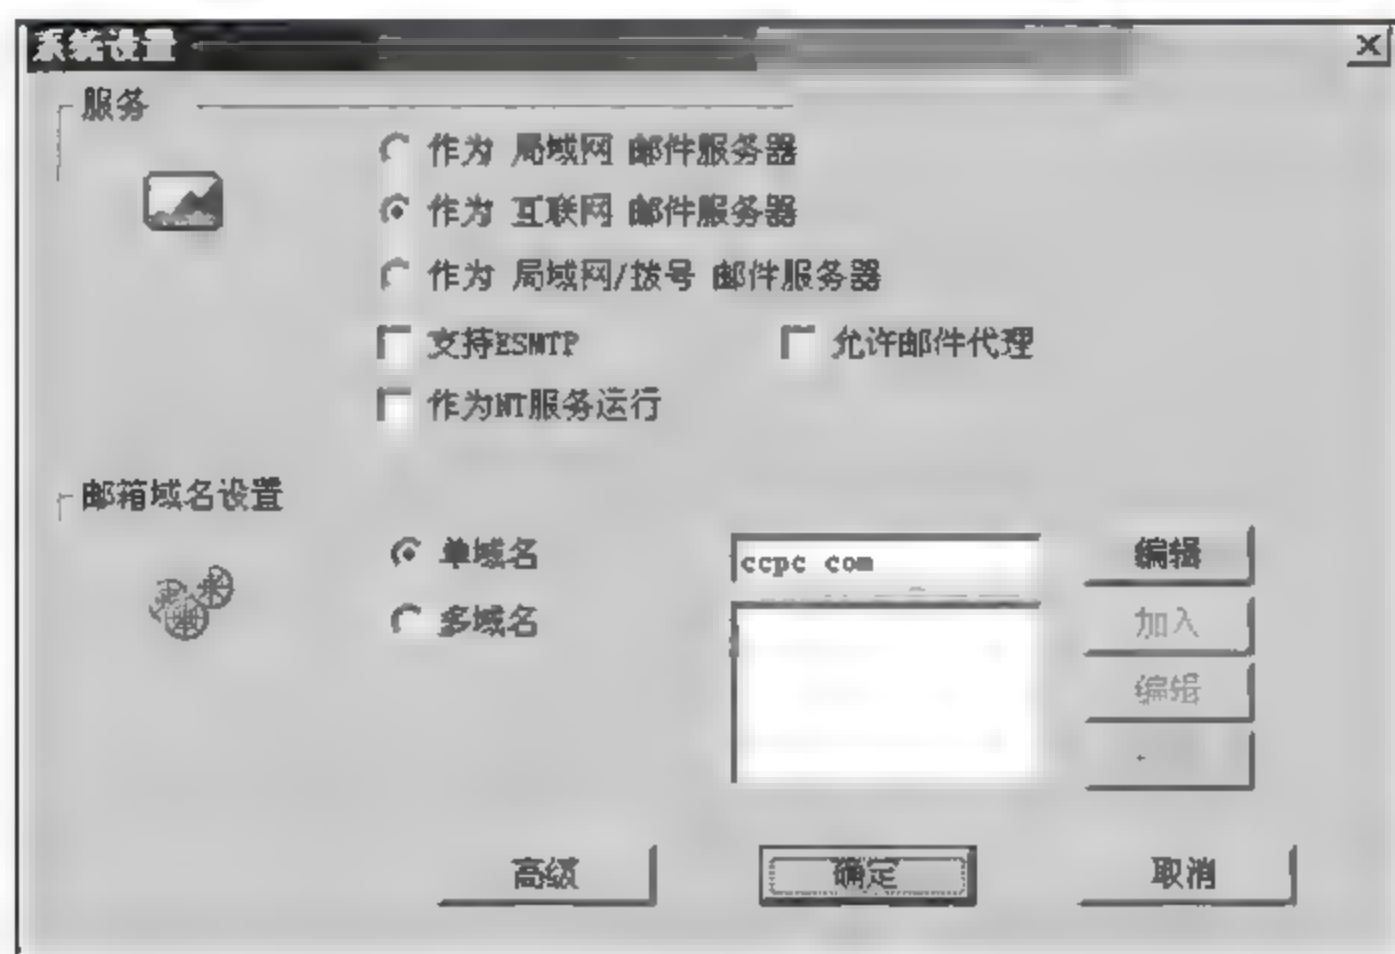 系统设置
服务
作为 局域网 邮件服务器
作为 互联网 邮件服务器
作为 局域网/拨号 邮件服务器
支持ESMTP 允许邮件代理
作为NT服务运行
邮箱域名设置
单域名 ccpc com 编辑
多域名 加入
编辑
高级 确定 取消